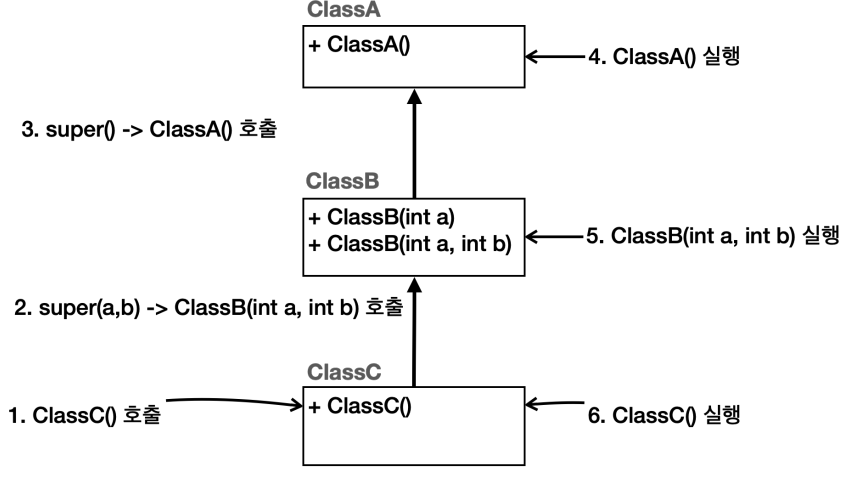 ClassA
+ ClassA()
4. ClassA() 실행
3. super() -> ClassA() 호출
ClassB
+ ClassB(int a)
+ ClassB(int a, int b)
5. ClassB(int a, int b) 실행
2. super(a,b) -> ClassB(int a, int b) 호출
ClassC
+ ClassC()
1. ClassC() 호출
6. ClassC() 실행